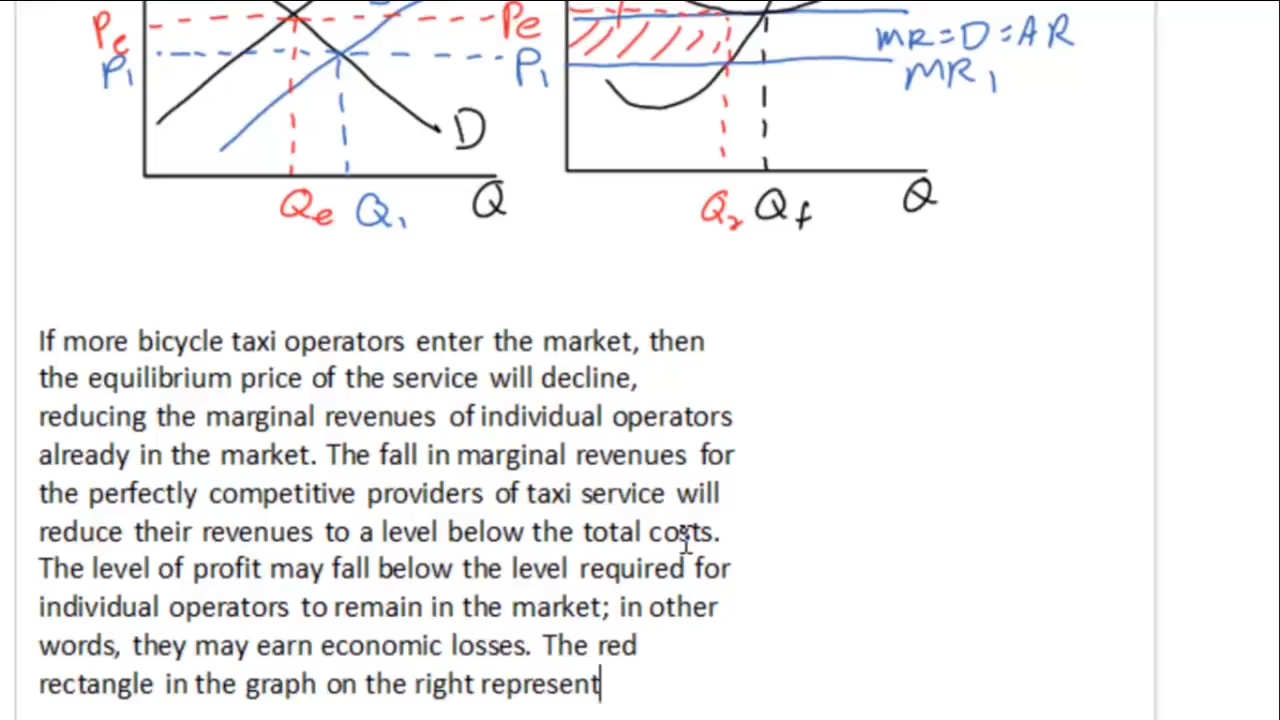 Pe Pe
P1 P1
MR=D=AR
MR1
D
Qe Q1 Q
Q2 Qf Q
If more bicycle taxi operators enter the market, then
the equilibrium price of the service will decline,
reducing the marginal revenues of individual operators
already in the market. The fall in marginal revenues for
the perfectly competitive providers of taxi service will
reduce their revenues to a level below the total costs.
The level of profit may fall below the level required for
individual operators to remain in the market; in other
words, they may earn economic losses. The red
rectangle in the graph on the right represent